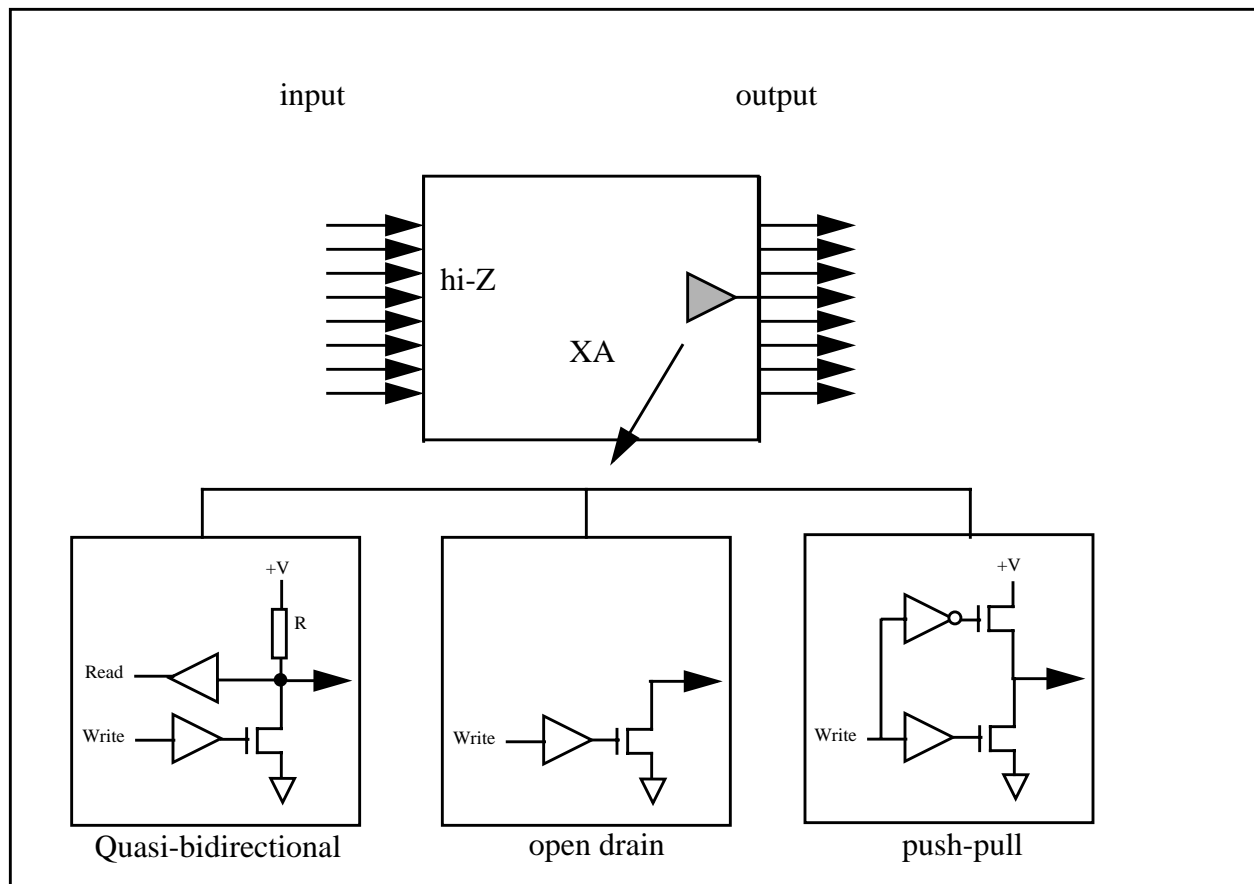 input
output
hi-Z
XA
+V
R
Read
Write
Quasi-bidirectional
Write
open drain
+V
Write
push-pull